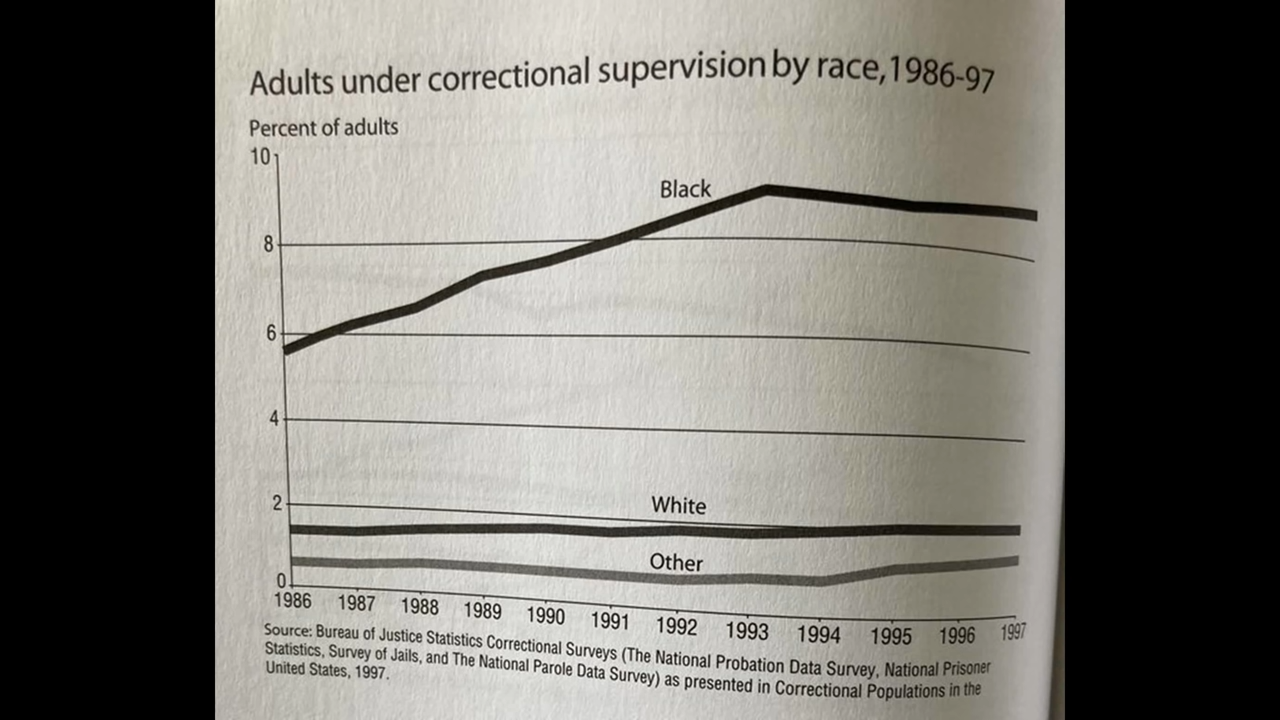 Adults under correctional supervision by race,1986-97
Percent of adults
10
Black
8
6
4
2
White
Other
0
1986 1987 1988 1989 1990 1991 1992 1993 1994 1995 1996 1997
Source: Bureau of Justice Statistics Correctional Surveys (The National Probation Data Survey, National Prisoner
Statistics, Survey of Jails, and The National Parole Data Survey) as presented in Correctional Populations in the
United States, 1997.